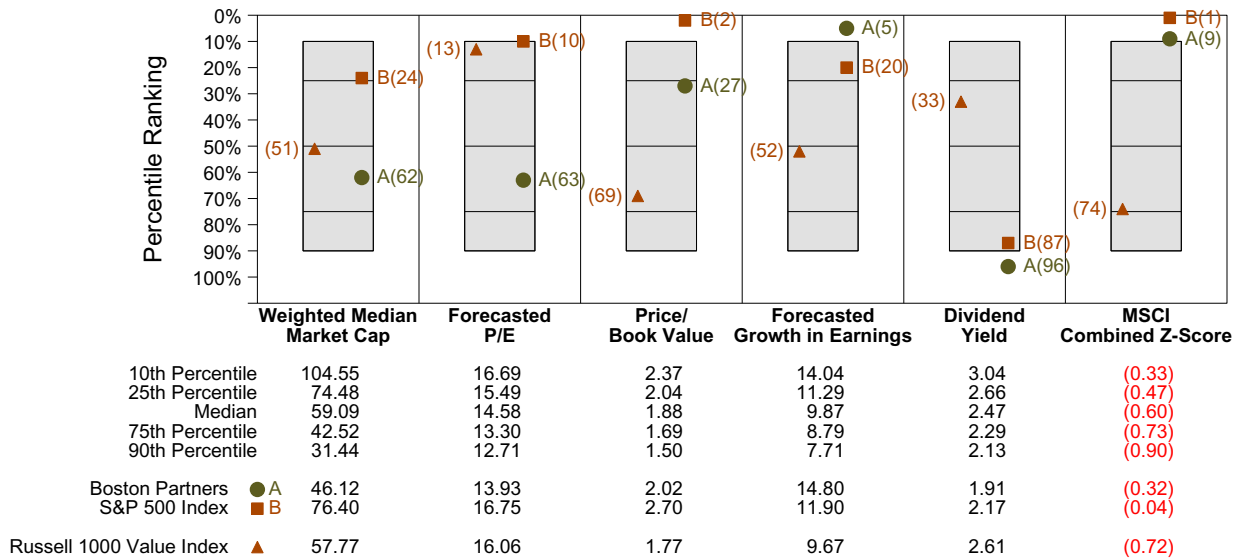 Percentile Ranking
0%
10%
20%
30%
40%
50%
60%
70%
80%
90%
100%
(51) B(24) A(62)
(13) B(10) A(63)
B(2) A(27) (69)
A(5) B(20) (52)
(33) B(87) A(96)
B(1) A(9) (74)
Weighted Median Market Cap
Forecasted P/E
Price/ Book Value
Forecasted Growth in Earnings
Dividend Yield
MSCI Combined Z-Score
10th Percentile 104.55 16.69 2.37 14.04 3.04 (0.33)
25th Percentile 74.48 15.49 2.04 11.29 2.66 (0.47)
Median 59.09 14.58 1.88 9.87 2.47 (0.60)
75th Percentile 42.52 13.30 1.69 8.79 2.29 (0.73)
90th Percentile 31.44 12.71 1.50 7.71 2.13 (0.90)
Boston Partners A 46.12 13.93 2.02 14.80 1.91 (0.32)
S&P 500 Index B 76.40 16.75 2.70 11.90 2.17 (0.04)
Russell 1000 Value Index 57.77 16.06 1.77 9.67 2.61 (0.72)